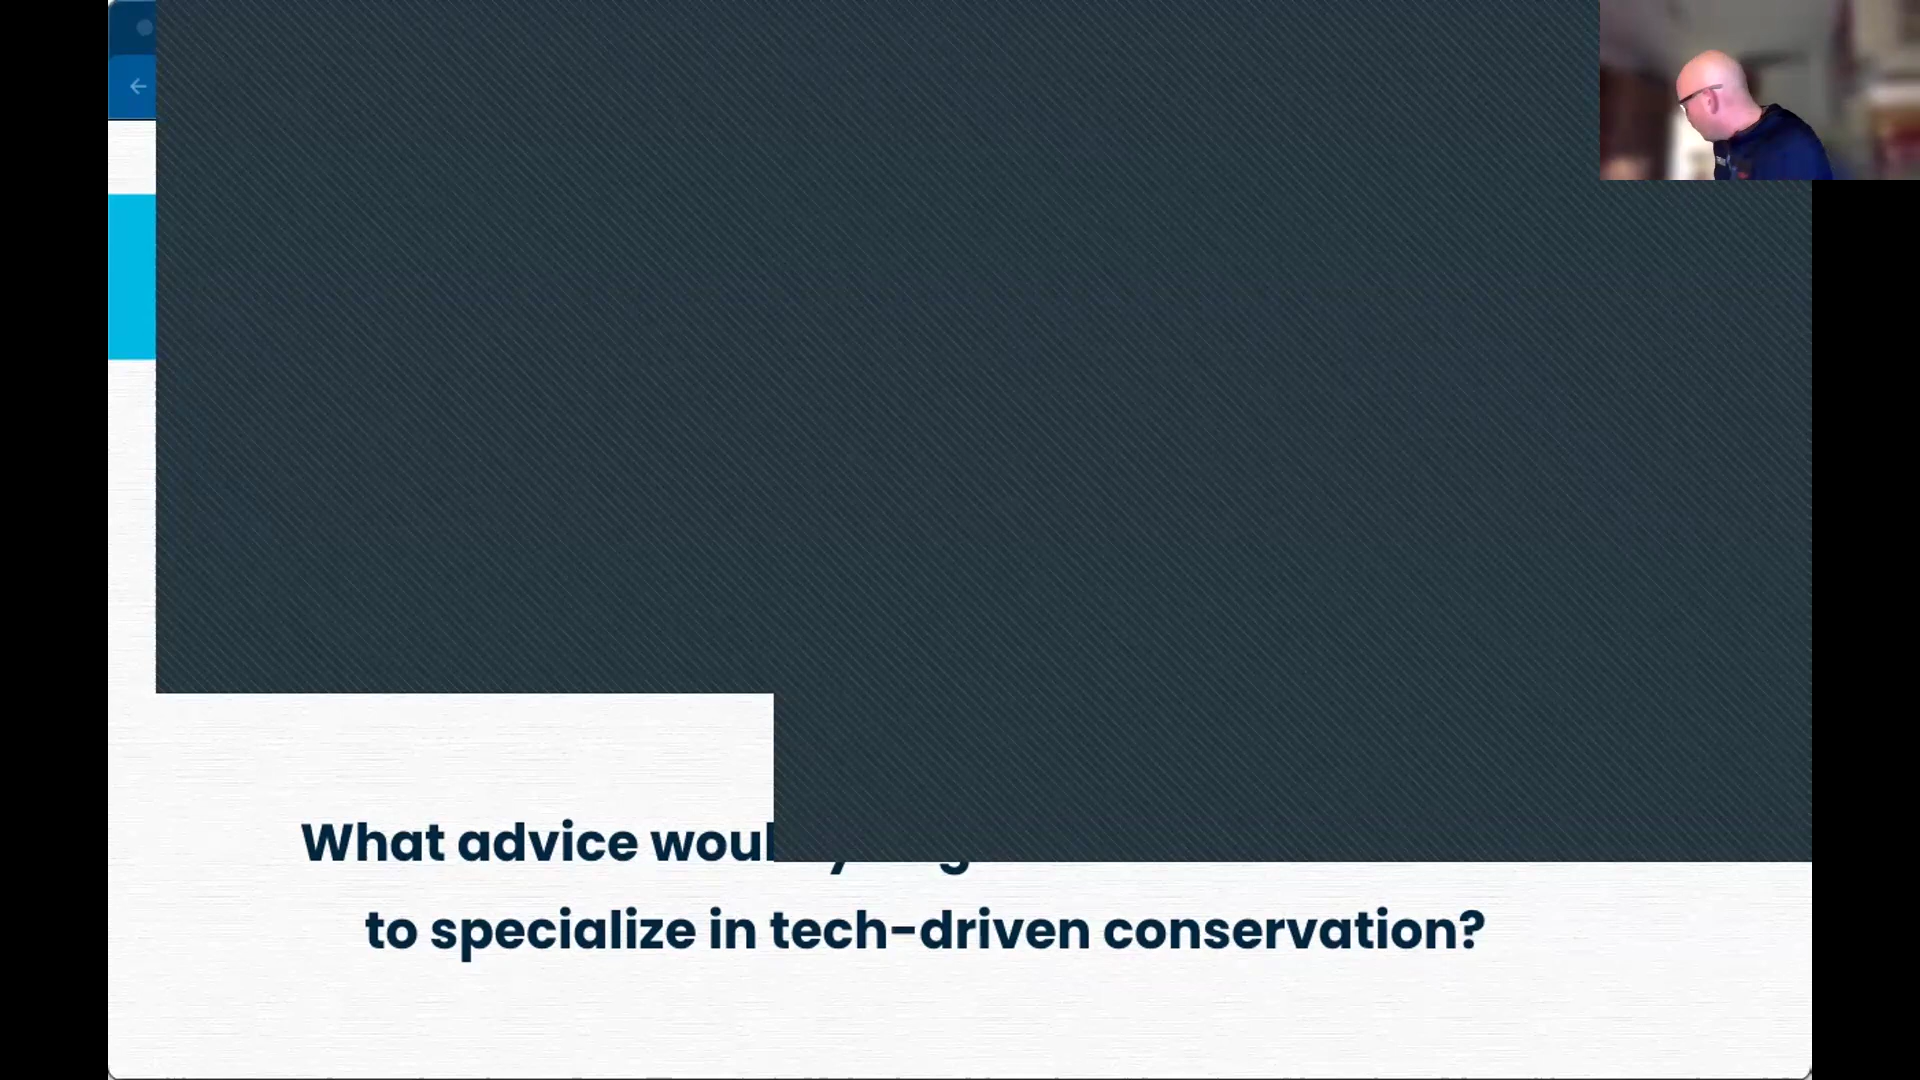 What advice woul
to specialize in tech-driven conservation?